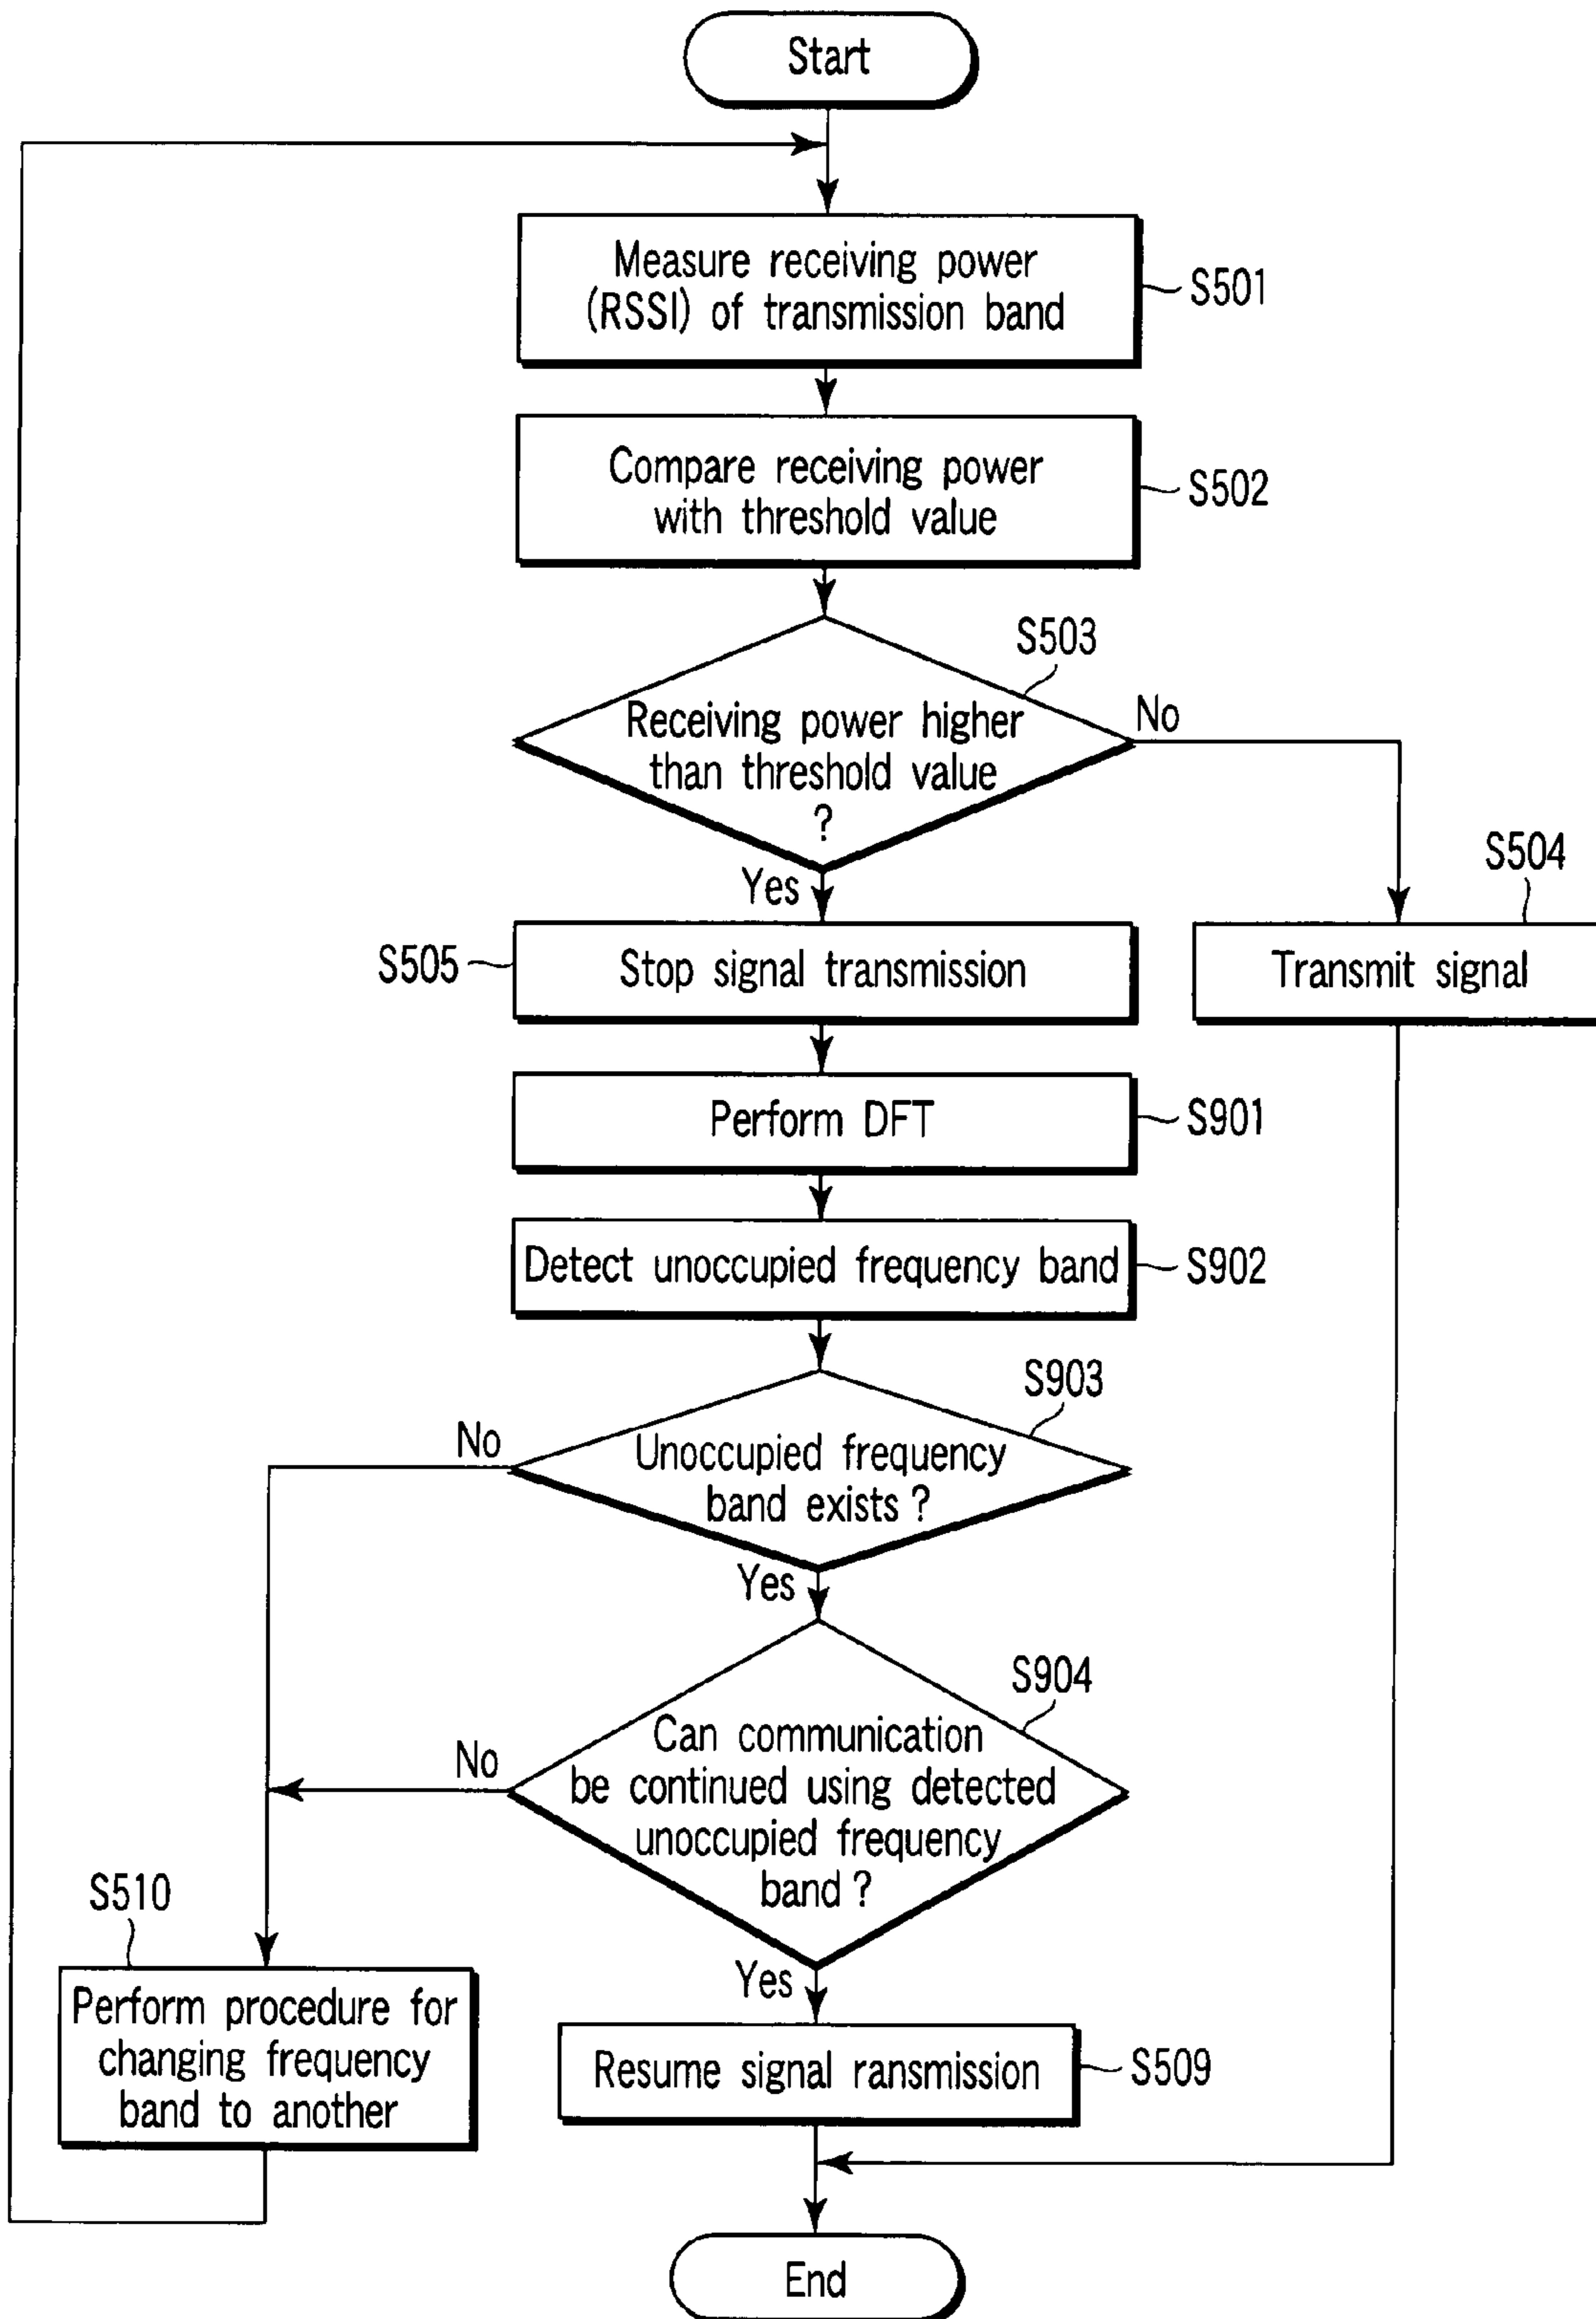 Start
Measure receiving power
(RSSI) of transmission band
S501
Compare receiving power
with threshold value
S502
S503
Receiving power higher
than threshold value
?
No
Yes
S504
S505
Stop signal transmission
Transmit signal
Perform DFT
S901
Detect unoccupied frequency band
S902
S903
No
Unoccupied frequency
band exists ?
Yes
S904
No
Can communication
be continued using detected
unoccupied frequency
band ?
S510
Yes
Perform procedure for
changing frequency
band to another
Resume signal ransmission
S509
End